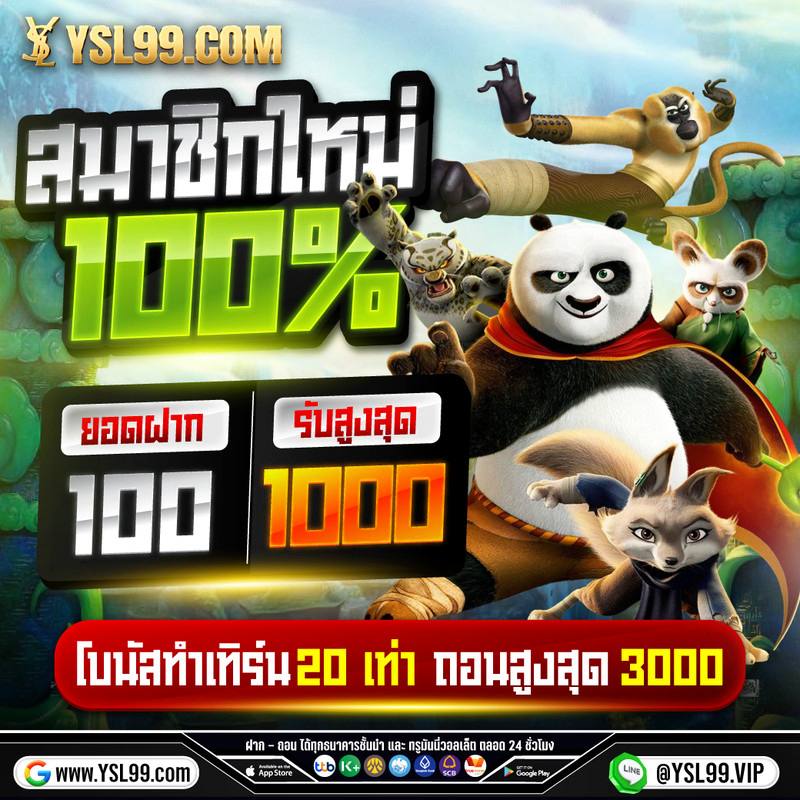 YSL YSL99.COM
สมาชิกใหม่
100%
ยอดฝาก
100
รับสูงสุด
1000
โบนัสทำเทิร์น 20 เท่า ถอนสูงสุด 3000
ฝาก - ถอน ได้ทุกธนาคารชั้นนำ และ ทรูมันนี่วอลเล็ต ตลอด 24 ชั่วโมง
G www.YSL99.com
Available on the App Store
ttb
K+
SCB
GET IT ON Google Play
LINE
@YSL99.VIP